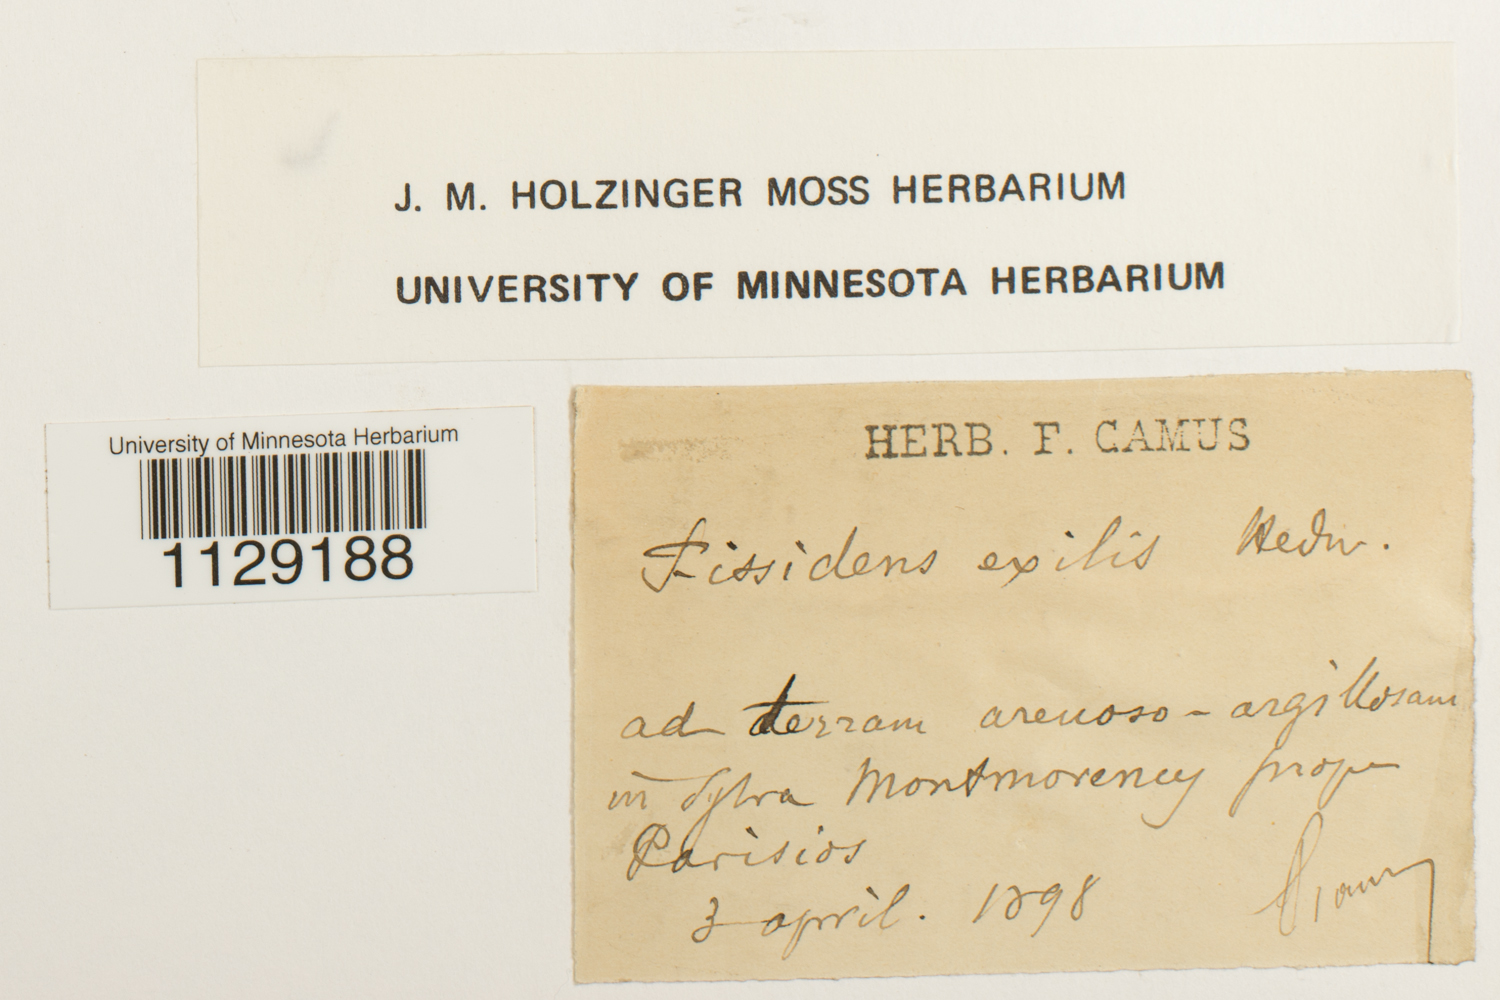 J. M. HOLZINGER MOSS HERBARIUM
UNIVERSITY OF MINNESOTA HERBARIUM
University of Minnesota Herbarium
1129188
HERB. F. CAMUS
Fissidens exilis Hedw.
ad terram arenoso-argillosam
in Sylva Montmorency prope
Parisios
3 april. 1898